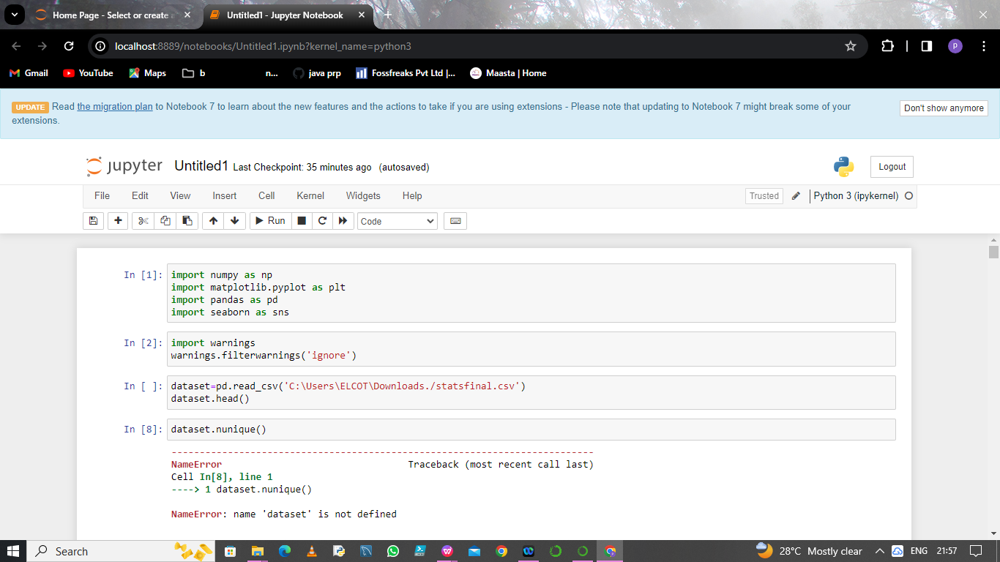 Home Page - Select or create a
Untitled1 - Jupyter Notebook
localhost:8889/notebooks/Untitled1.ipynb?kernel_name=python3
P
Gmail YouTube Maps b n... java prp Fossfreaks Pvt Ltd |... Maasta | Home
UPDATE Read the migration plan to Notebook 7 to learn about the new features and the actions to take if you are using extensions - Please note that updating to Notebook 7 might break some of your
extensions.
Don't show anymore
jupyter Untitled1 Last Checkpoint: 35 minutes ago (autosaved)
Logout
File Edit View Insert Cell Kernel Widgets Help
Trusted Python 3 (ipykernel)
Run Code
In [1]: import numpy as np
import matplotlib.pyplot as plt
import pandas as pd
import seaborn as sns
In [2]: import warnings
warnings.filterwarnings('ignore')
In [ ]: dataset=pd.read_csv('C:\Users\ELCOT\Downloads./statsfinal.csv')
dataset.head()
In [8]: dataset.nunique()
---------------------------------------------------------------------------
NameError Traceback (most recent call last)
Cell In[8], line 1
----> 1 dataset.nunique()
NameError: name 'dataset' is not defined
Search
28°C Mostly clear
ENG
21:57